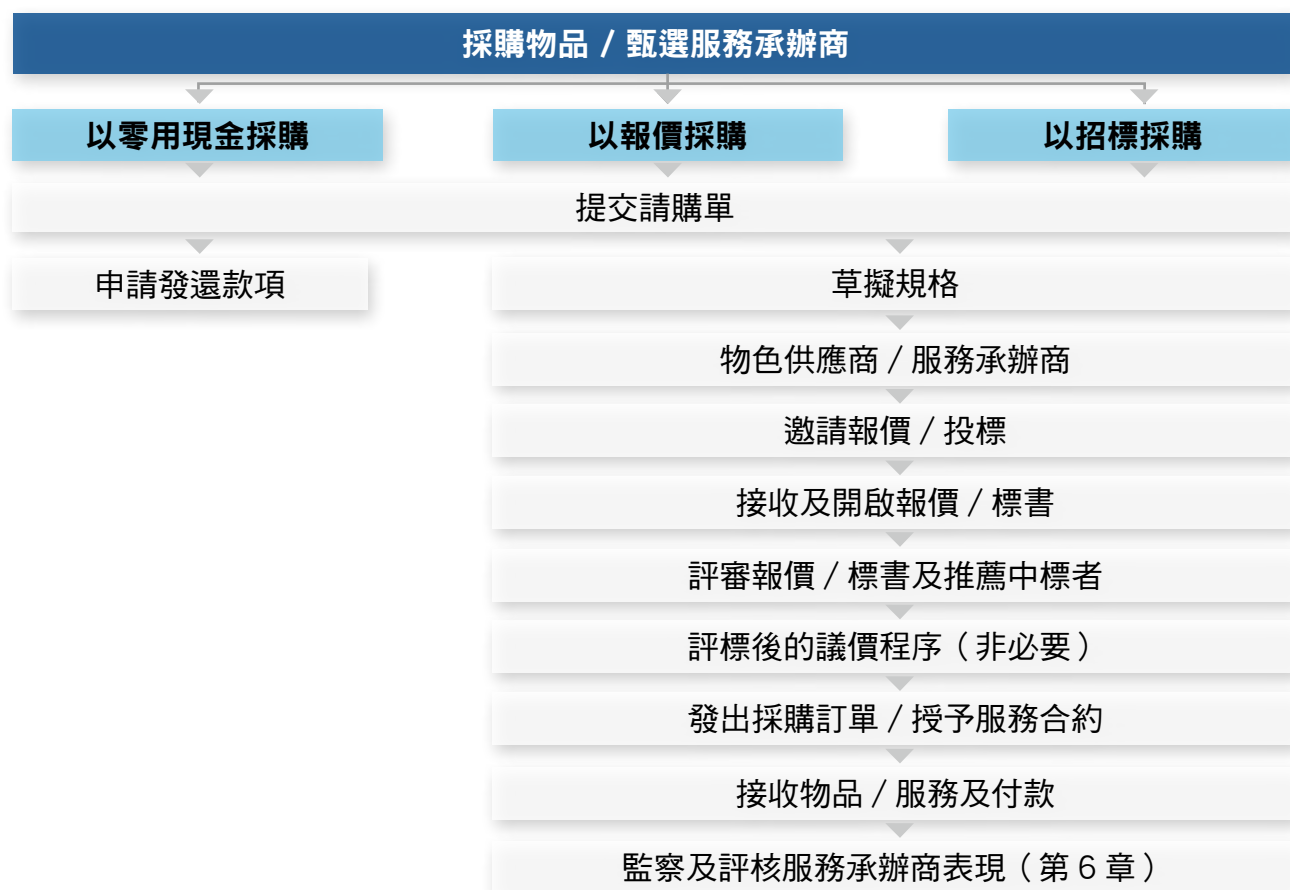 採購物品 / 甄選服務承辦商
以零用現金採購
以報價採購
以招標採購
提交請購單
申請發還款項
草擬規格
物色供應商 / 服務承辦商
邀請報價 / 投標
接收及開啟報價 / 標書
評審報價 / 標書及推薦中標者
評標後的議價程序（非必要）
發出採購訂單 / 授予服務合約
接收物品 / 服務及付款
監察及評核服務承辦商表現（第 6 章）